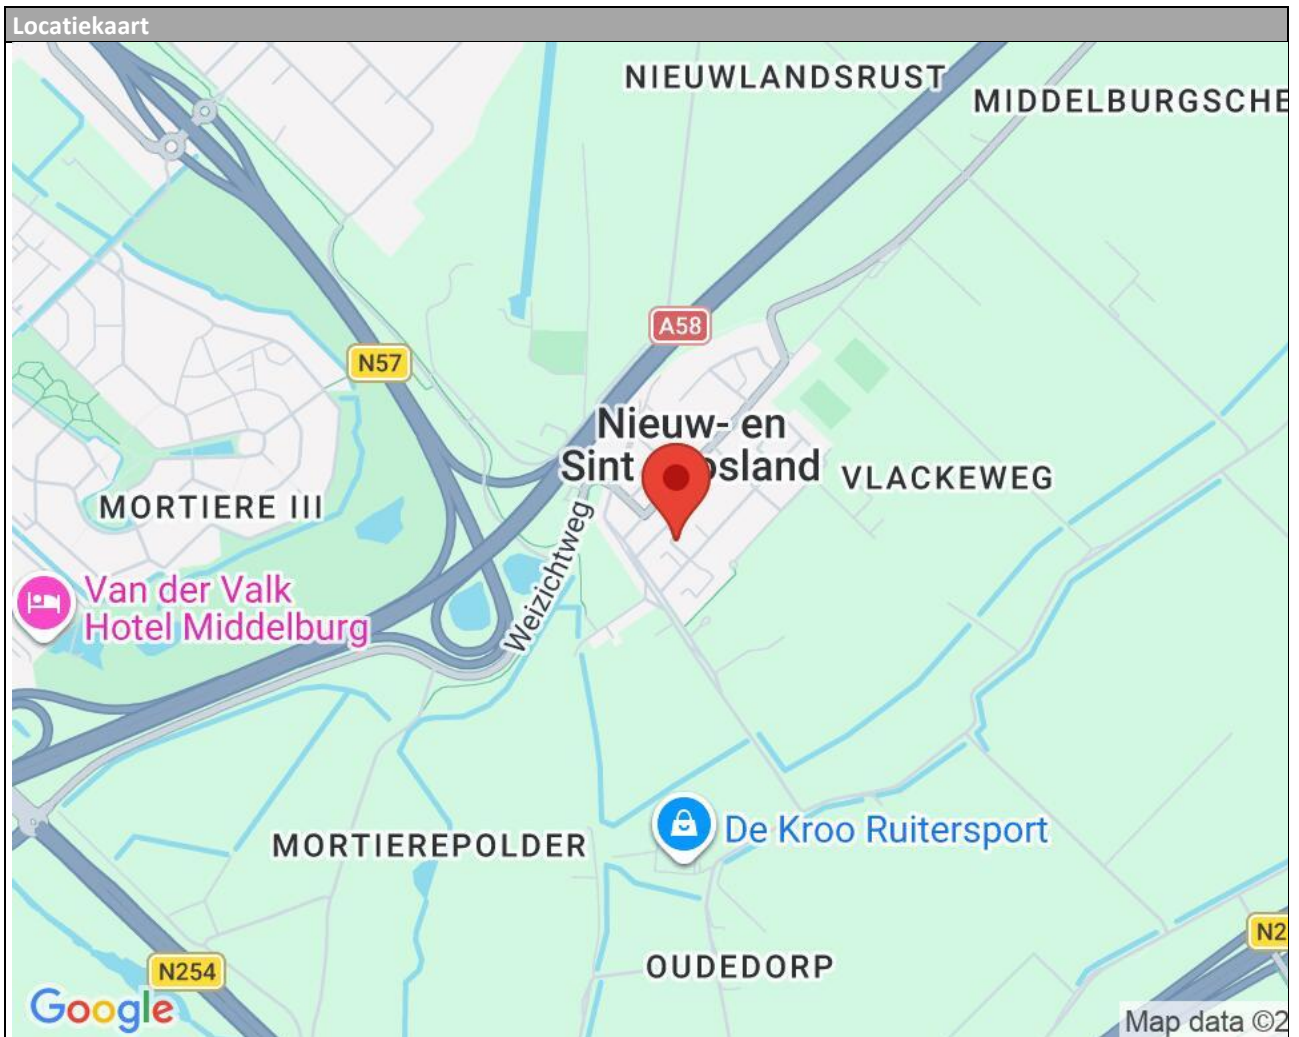 Locatiekaart
NIEUWLANDSRUST
MIDDELBURGSCHE
A58
N57
Nieuw- en
Sint
sland
VLACKEWEG
MORTIERE III
Weizichtweg
Van der Valk
Hotel Middelburg
De Kroo Ruitersport
MORTIEREPOLDER
N2
OUDEDORP
N254
Google
Map data ©2